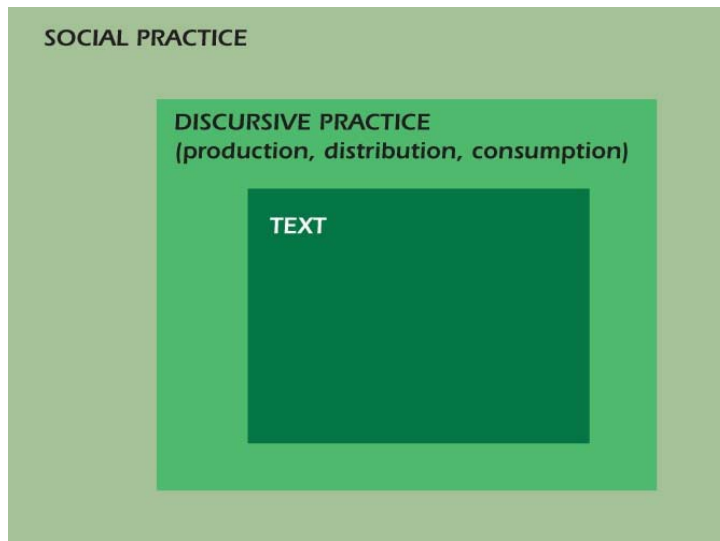 SOCIAL PRACTICE
DISCURSIVE PRACTICE
(production, distribution, consumption)
TEXT